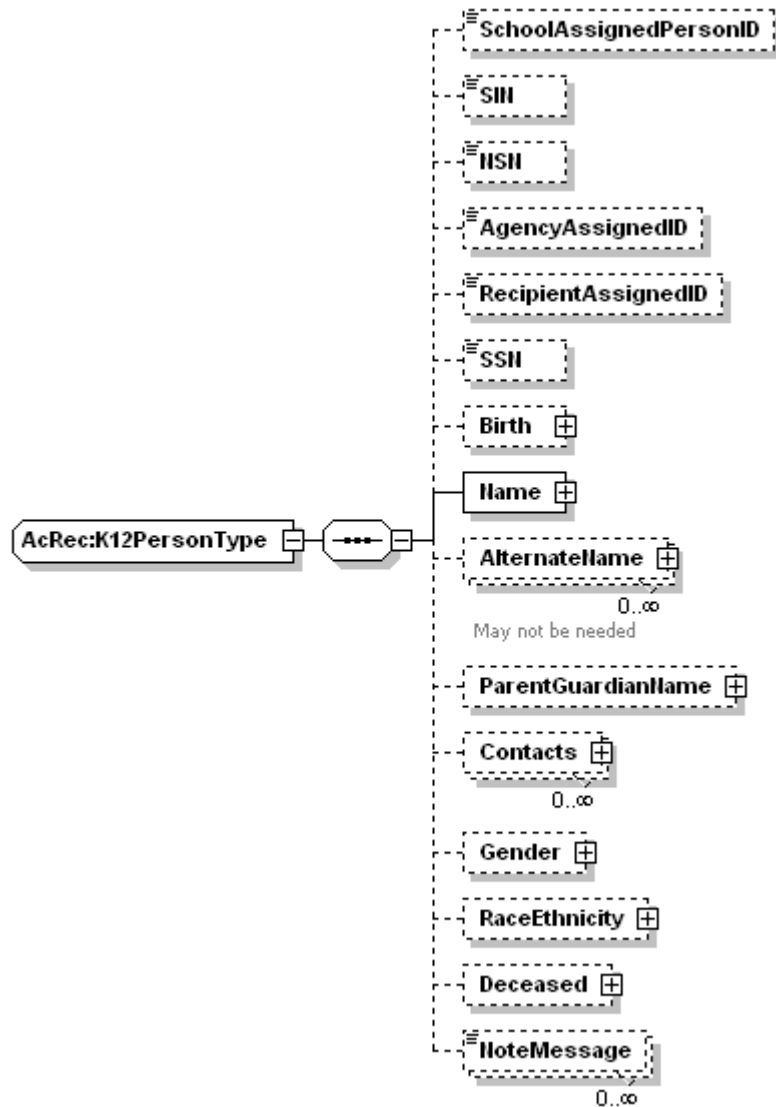 SchoolAssignedPersonID
SIN
NSN
AgencyAssignedID
RecipientAssignedID
SSN
Birth
Name
AcRec:K12PersonType
AlternateName
0..∞
May not be needed
ParentGuardianName
Contacts
0..∞
Gender
RaceEthnicity
Deceased
NoteMessage
0..∞